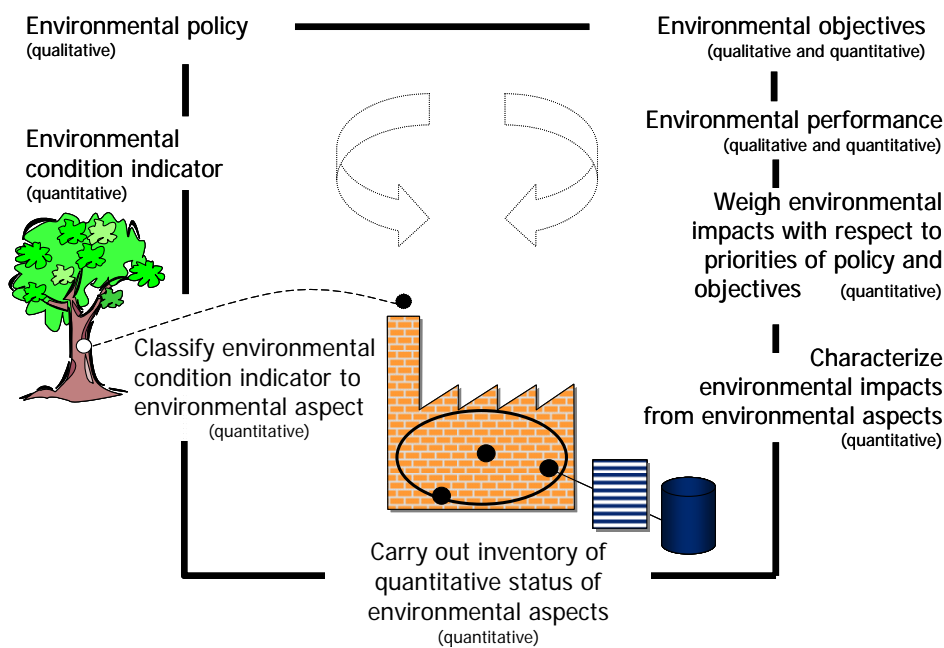 Environmental policy
(qualitative)
Environmental objectives
(qualitative and quantitative)
Environmental
condition indicator
(quantitative)
Environmental performance
(qualitative and quantitative)
Weigh environmental
impacts with respect to
priorities of policy and
objectives (quantitative)
Classify environmental
condition indicator to
environmental aspect
(quantitative)
Characterize
environmental impacts
from environmental aspects
(quantitative)
Carry out inventory of
quantitative status of
environmental aspects
(quantitative)